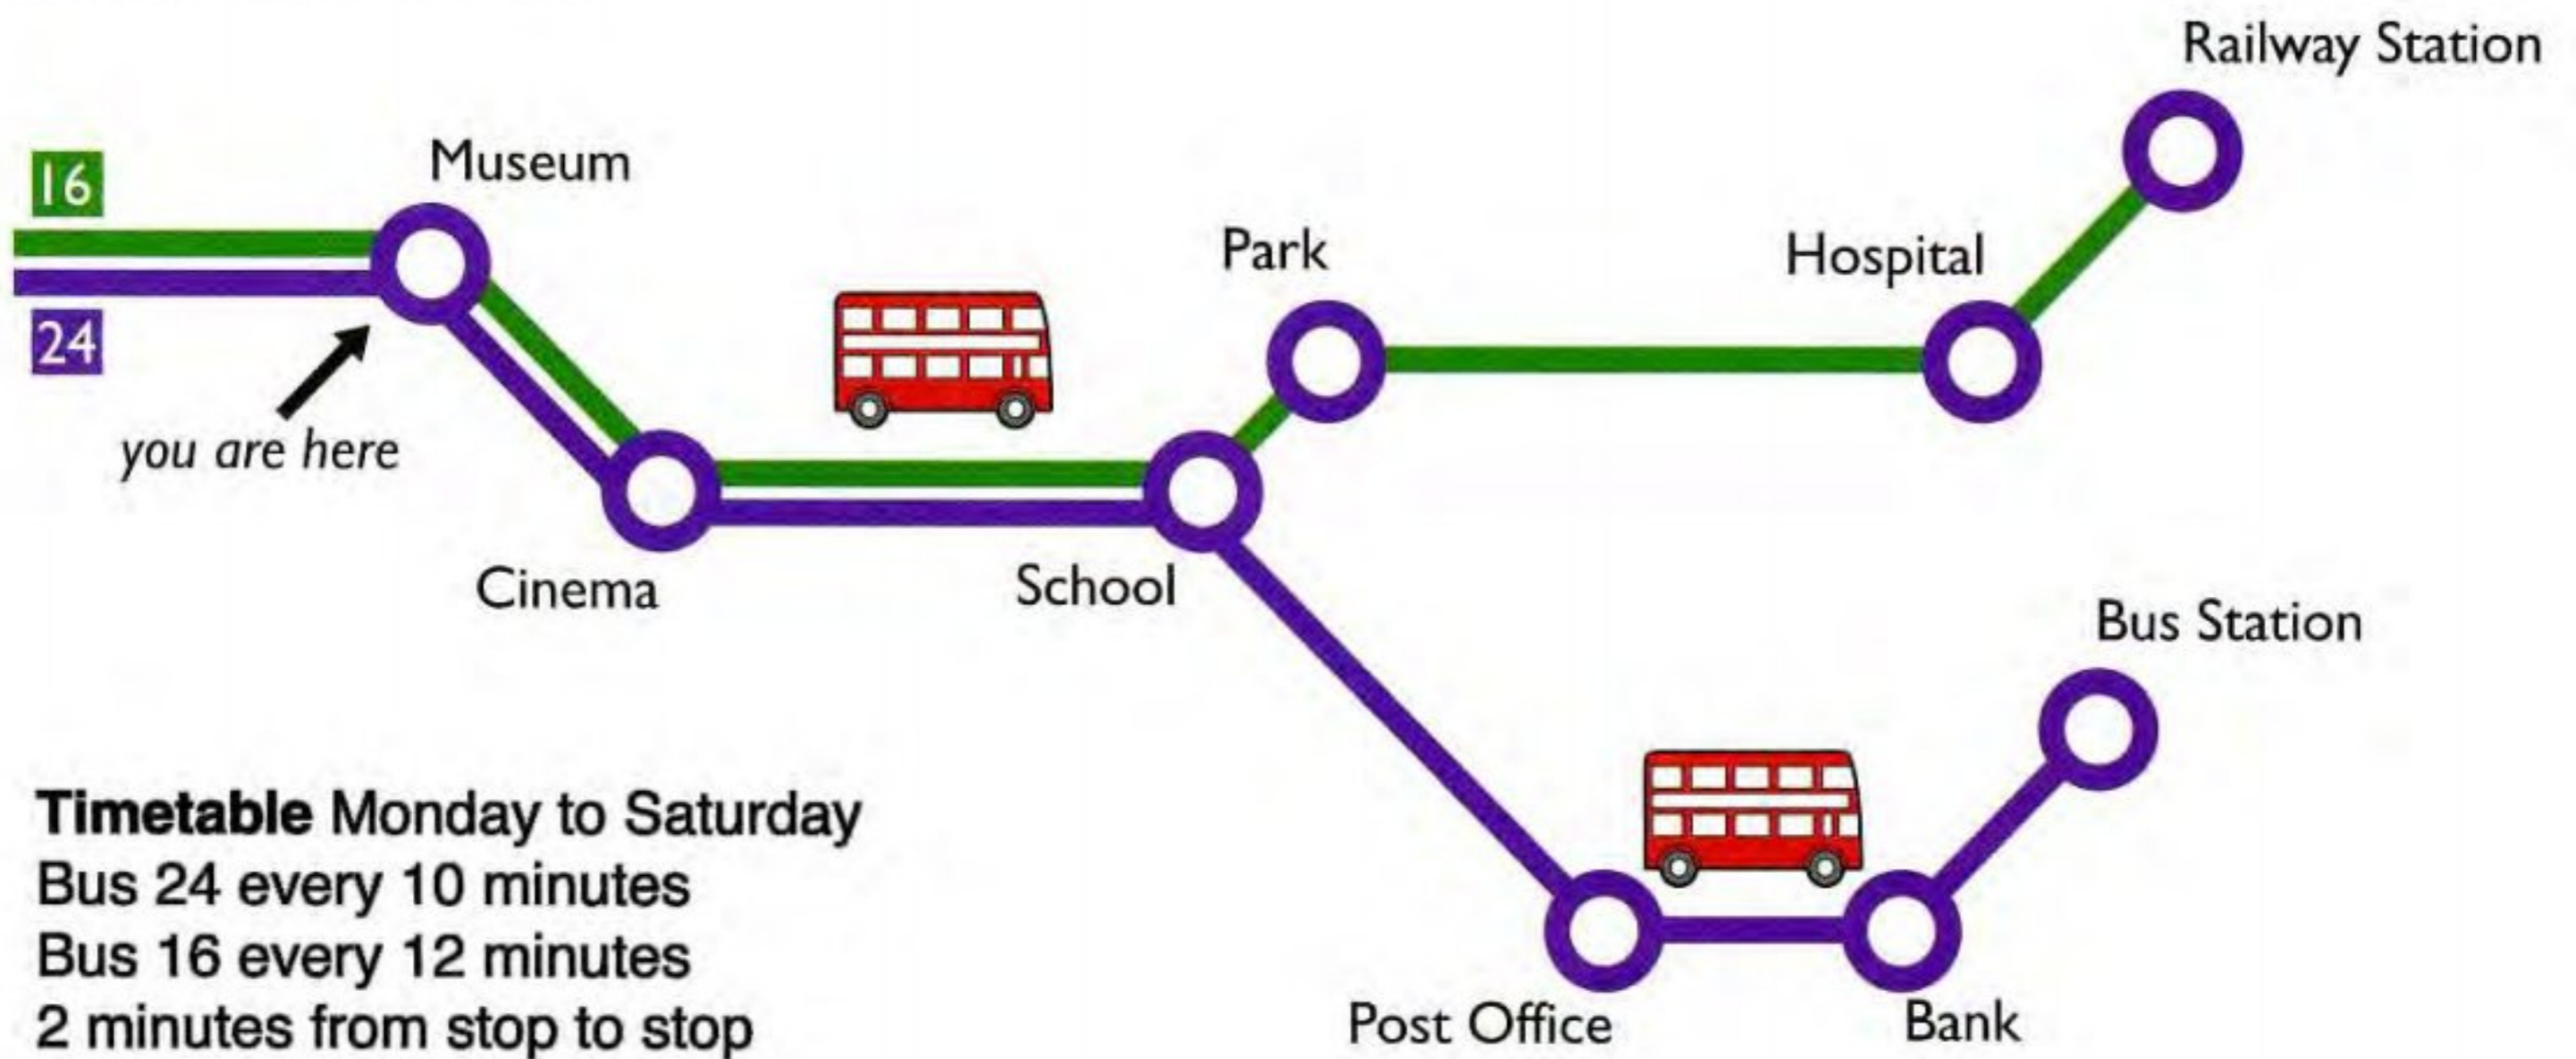 Railway Station
16
Museum
Park
Hospital
24
you are here
Cinema
School
Bus Station
Timetable Monday to Saturday
Bus 24 every 10 minutes
Bus 16 every 12 minutes
2 minutes from stop to stop
Post Office
Bank